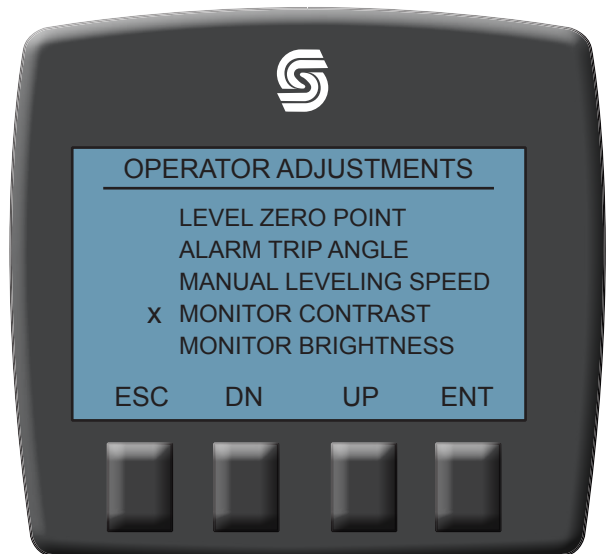 OPERATOR ADJUSTMENTS
LEVEL ZERO POINT
ALARM TRIP ANGLE
MANUAL LEVELING SPEED
x MONITOR CONTRAST
MONITOR BRIGHTNESS
ESC DN UP ENT